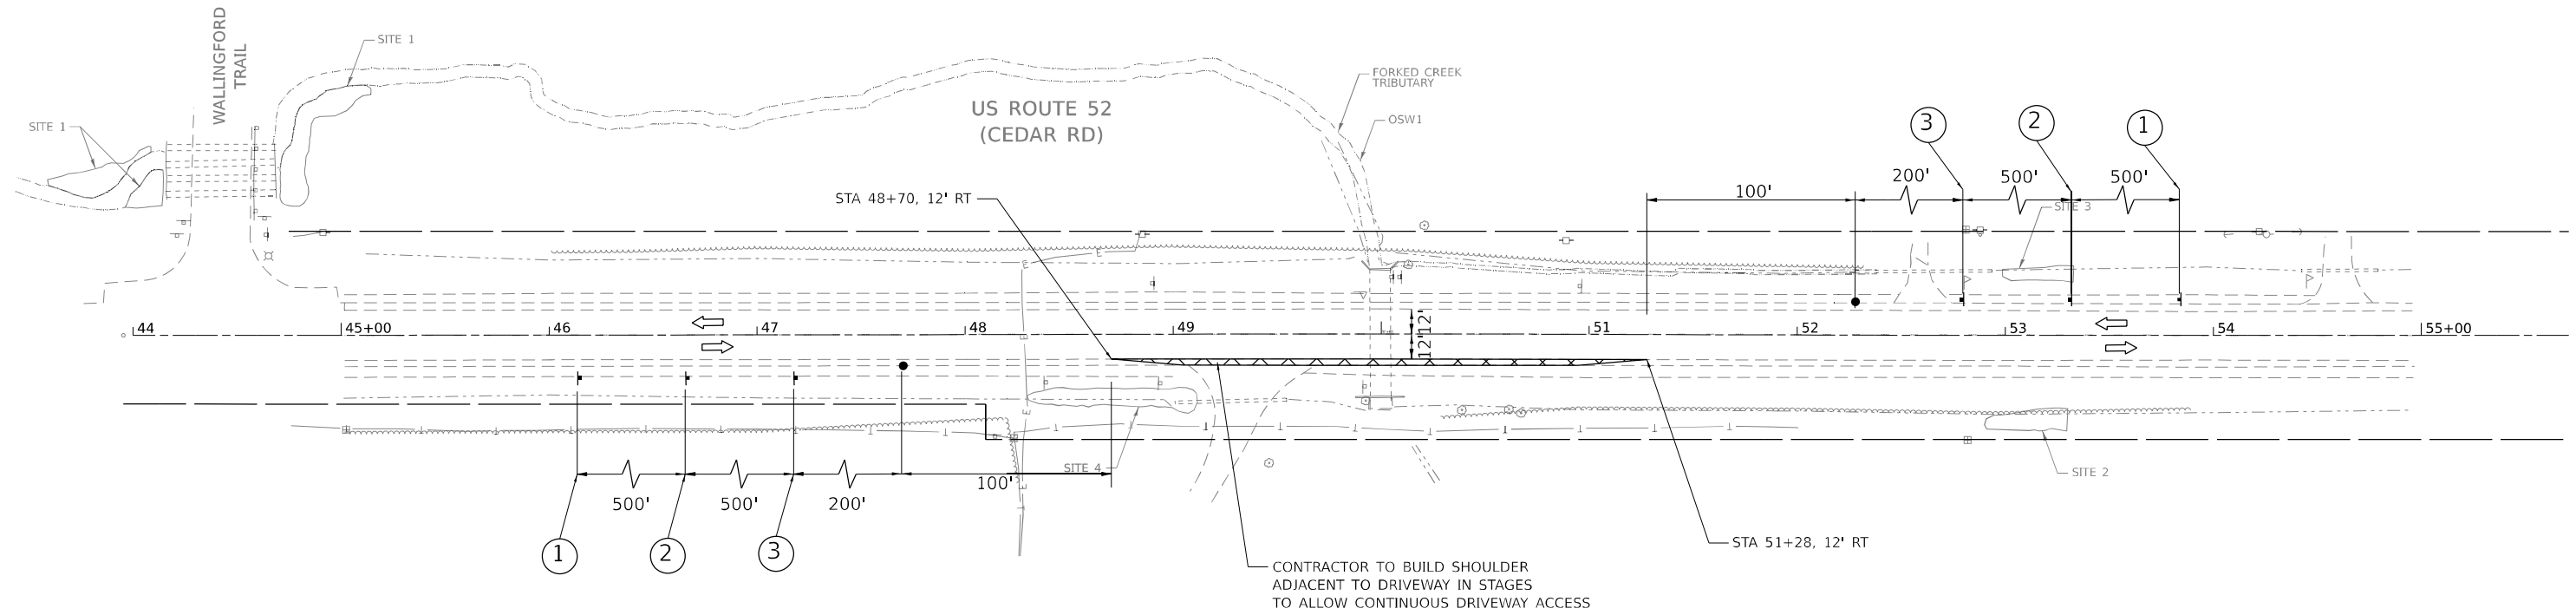 WALLINGFORD
TRAIL
SITE 1
SITE 1
FORKED CREEK
TRIBUTARY
US ROUTE 52
(CEDAR RD)
OSW1
3
2
1
STA 48+70, 12' RT
100'
200'
500'
500'
SITE 3
12'
12'
44
45+00
46
47
48
49
51
52
53
54
55+00
E
E
E
E
E
SITE 4
100'
500'
500'
200'
SITE 2
1
2
3
STA 51+28, 12' RT
CONTRACTOR TO BUILD SHOULDER
ADJACENT TO DRIVEWAY IN STAGES
TO ALLOW CONTINUOUS DRIVEWAY ACCESS